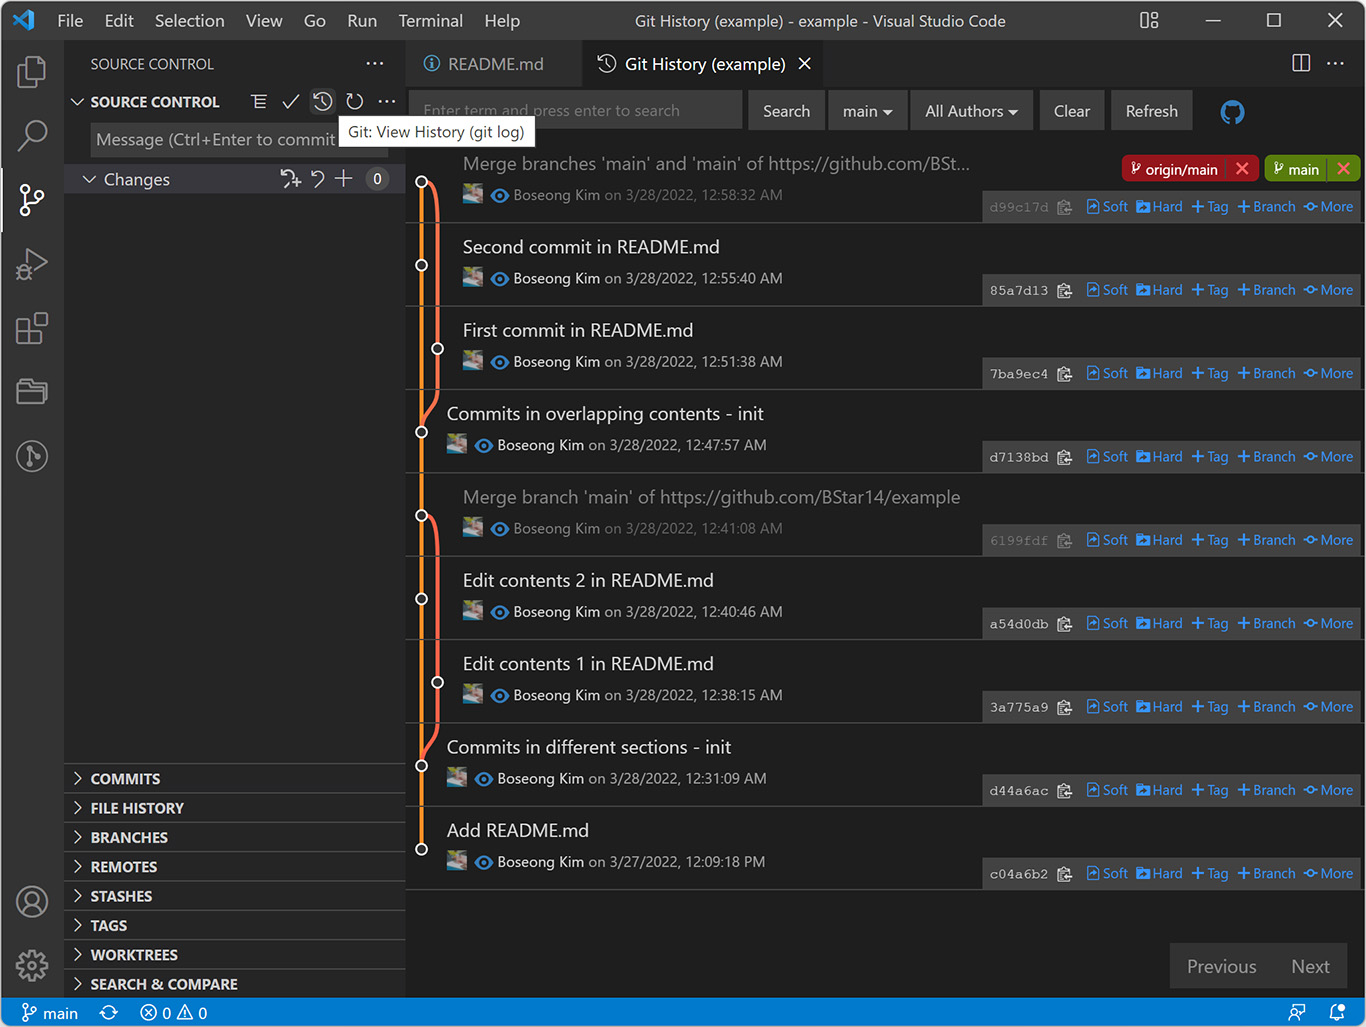 File Edit Selection View Go Run Terminal Help Git History (example) - example - Visual Studio Code
SOURCE CONTROL
README.md Git History (example)
SOURCE CONTROL
Enter term and press enter to search Search main All Authors Clear Refresh
Git: View History (git log)
Message (Ctrl+Enter to commit
Changes 0
Merge branches 'main' and 'main' of https://github.com/BSt... origin/main main
Boseong Kim on 3/28/2022, 12:58:32 AM
d99c17d Soft Hard Tag Branch More
Second commit in README.md
Boseong Kim on 3/28/2022, 12:55:40 AM
85a7d13 Soft Hard Tag Branch More
First commit in README.md
Boseong Kim on 3/28/2022, 12:51:38 AM
7ba9ec4 Soft Hard Tag Branch More
Commits in overlapping contents - init
Boseong Kim on 3/28/2022, 12:47:57 AM
d7138bd Soft Hard Tag Branch More
Merge branch 'main' of https://github.com/BStar14/example
Boseong Kim on 3/28/2022, 12:41:08 AM
6199fdf Soft Hard Tag Branch More
Edit contents 2 in README.md
Boseong Kim on 3/28/2022, 12:40:46 AM
a54d0db Soft Hard Tag Branch More
Edit contents 1 in README.md
Boseong Kim on 3/28/2022, 12:38:15 AM
3a775a9 Soft Hard Tag Branch More
Commits in different sections - init
Boseong Kim on 3/28/2022, 12:31:09 AM
d44a6ac Soft Hard Tag Branch More
Add README.md
Boseong Kim on 3/27/2022, 12:09:18 PM
c04a6b2 Soft Hard Tag Branch More
COMMITS
FILE HISTORY
BRANCHES
REMOTES
STASHES
TAGS
WORKTREES
SEARCH & COMPARE
Previous Next
main 0 0